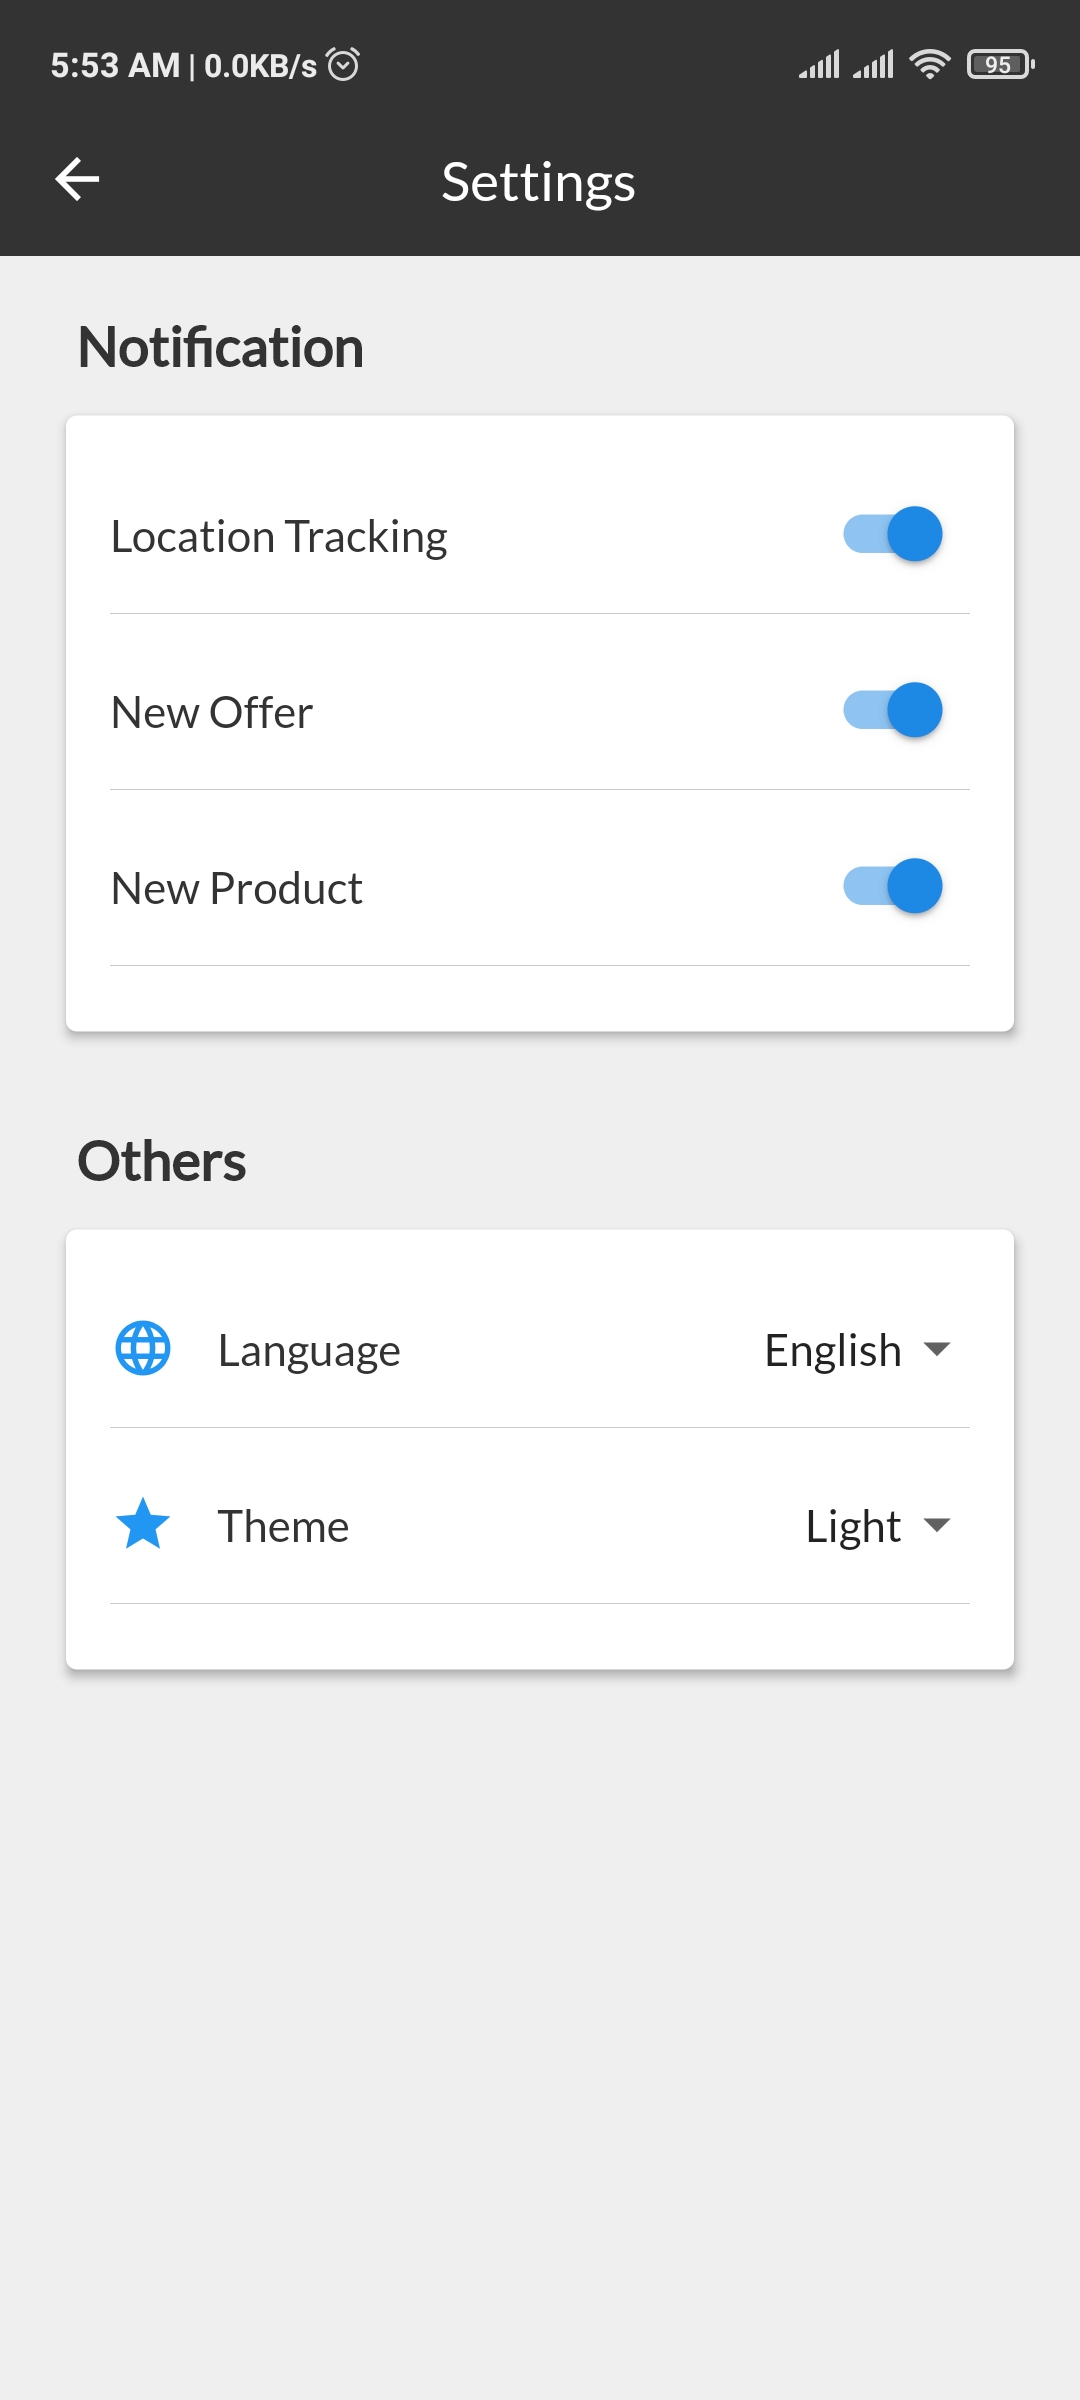 5:53 AM | 0.0KB/s
95
Settings
Notification
Location Tracking
New Offer
New Product
Others
Language English
Theme Light